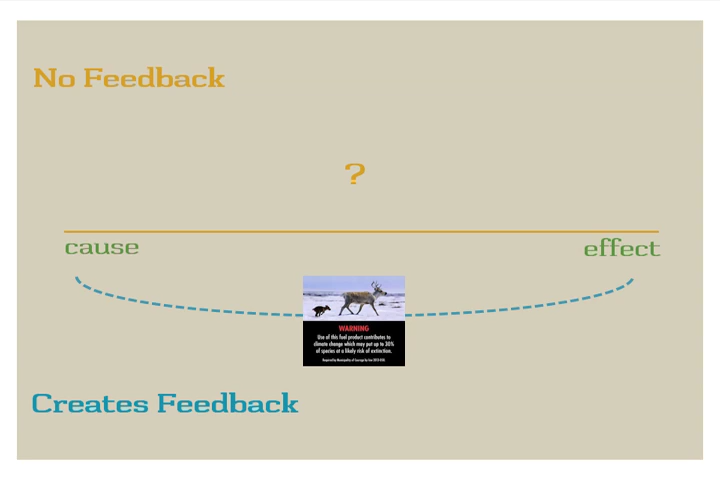 No Feedback
?
cause
effect
WARNING
Use of this fuel product contributes to
climate change which may put up to 30%
of species at a likely risk of extinction.
Creates Feedback